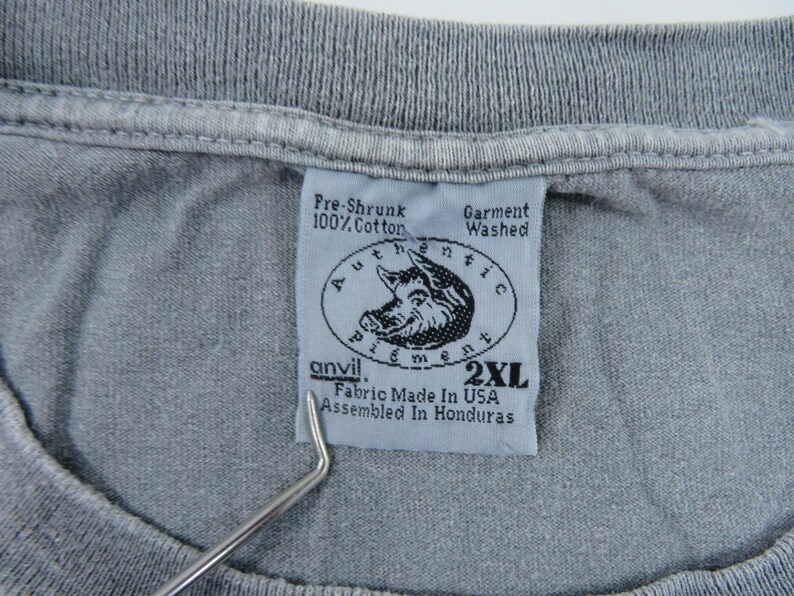 Pre-Shrunk Garment
100% Cotton Washed
Authentic
pigment
anvil. 2XL
Fabric Made In USA
Assembled In Honduras